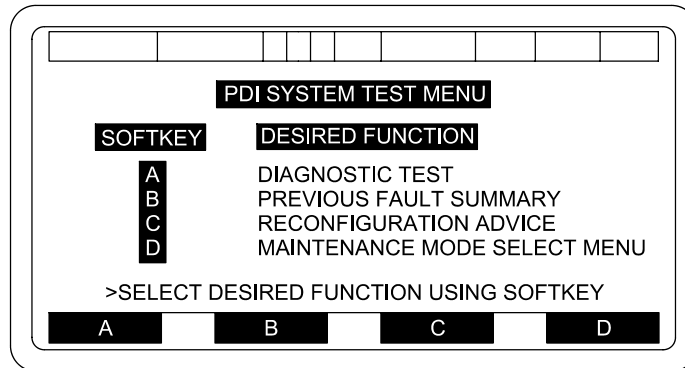 PDI SYSTEM TEST MENU
SOFTKEY DESIRED FUNCTION
A DIAGNOSTIC TEST
B PREVIOUS FAULT SUMMARY
C RECONFIGURATION ADVICE
D MAINTENANCE MODE SELECT MENU
>SELECT DESIRED FUNCTION USING SOFTKEY
A B C D